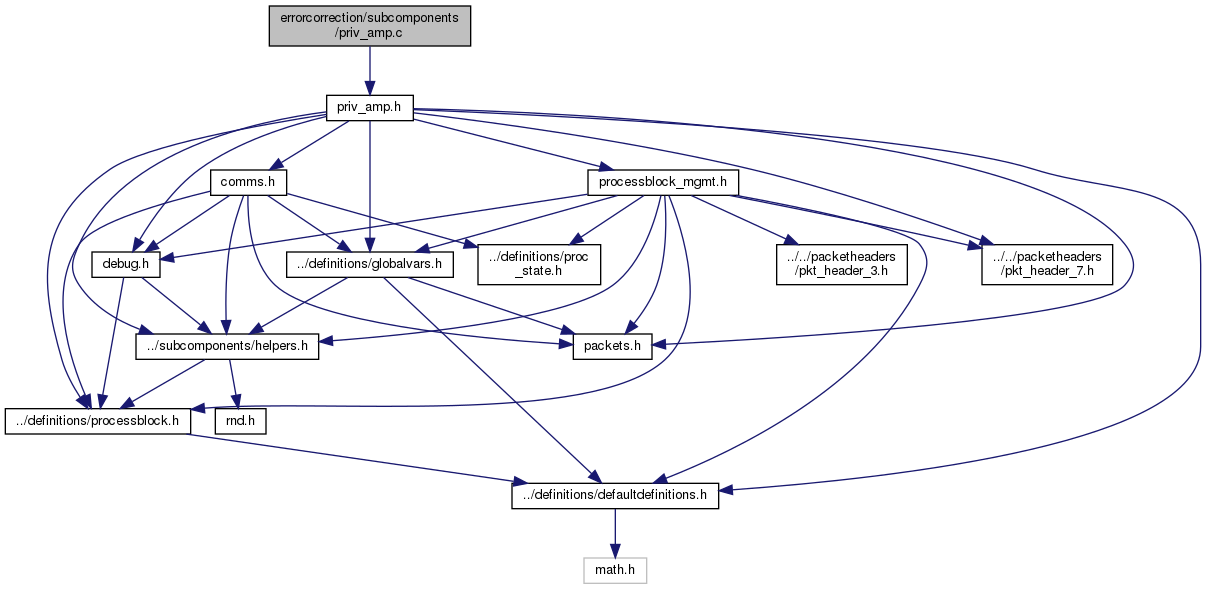 errorcorrection/subcomponents
/priv_amp.c
priv_amp.h
comms.h
processblock_mgmt.h
debug.h
../definitions/globalvars.h
../definitions/proc
_state.h
../../packetheaders
/pkt_header_3.h
../../packetheaders
/pkt_header_7.h
../subcomponents/helpers.h
packets.h
../definitions/processblock.h
rnd.h
../definitions/defaultdefinitions.h
math.h